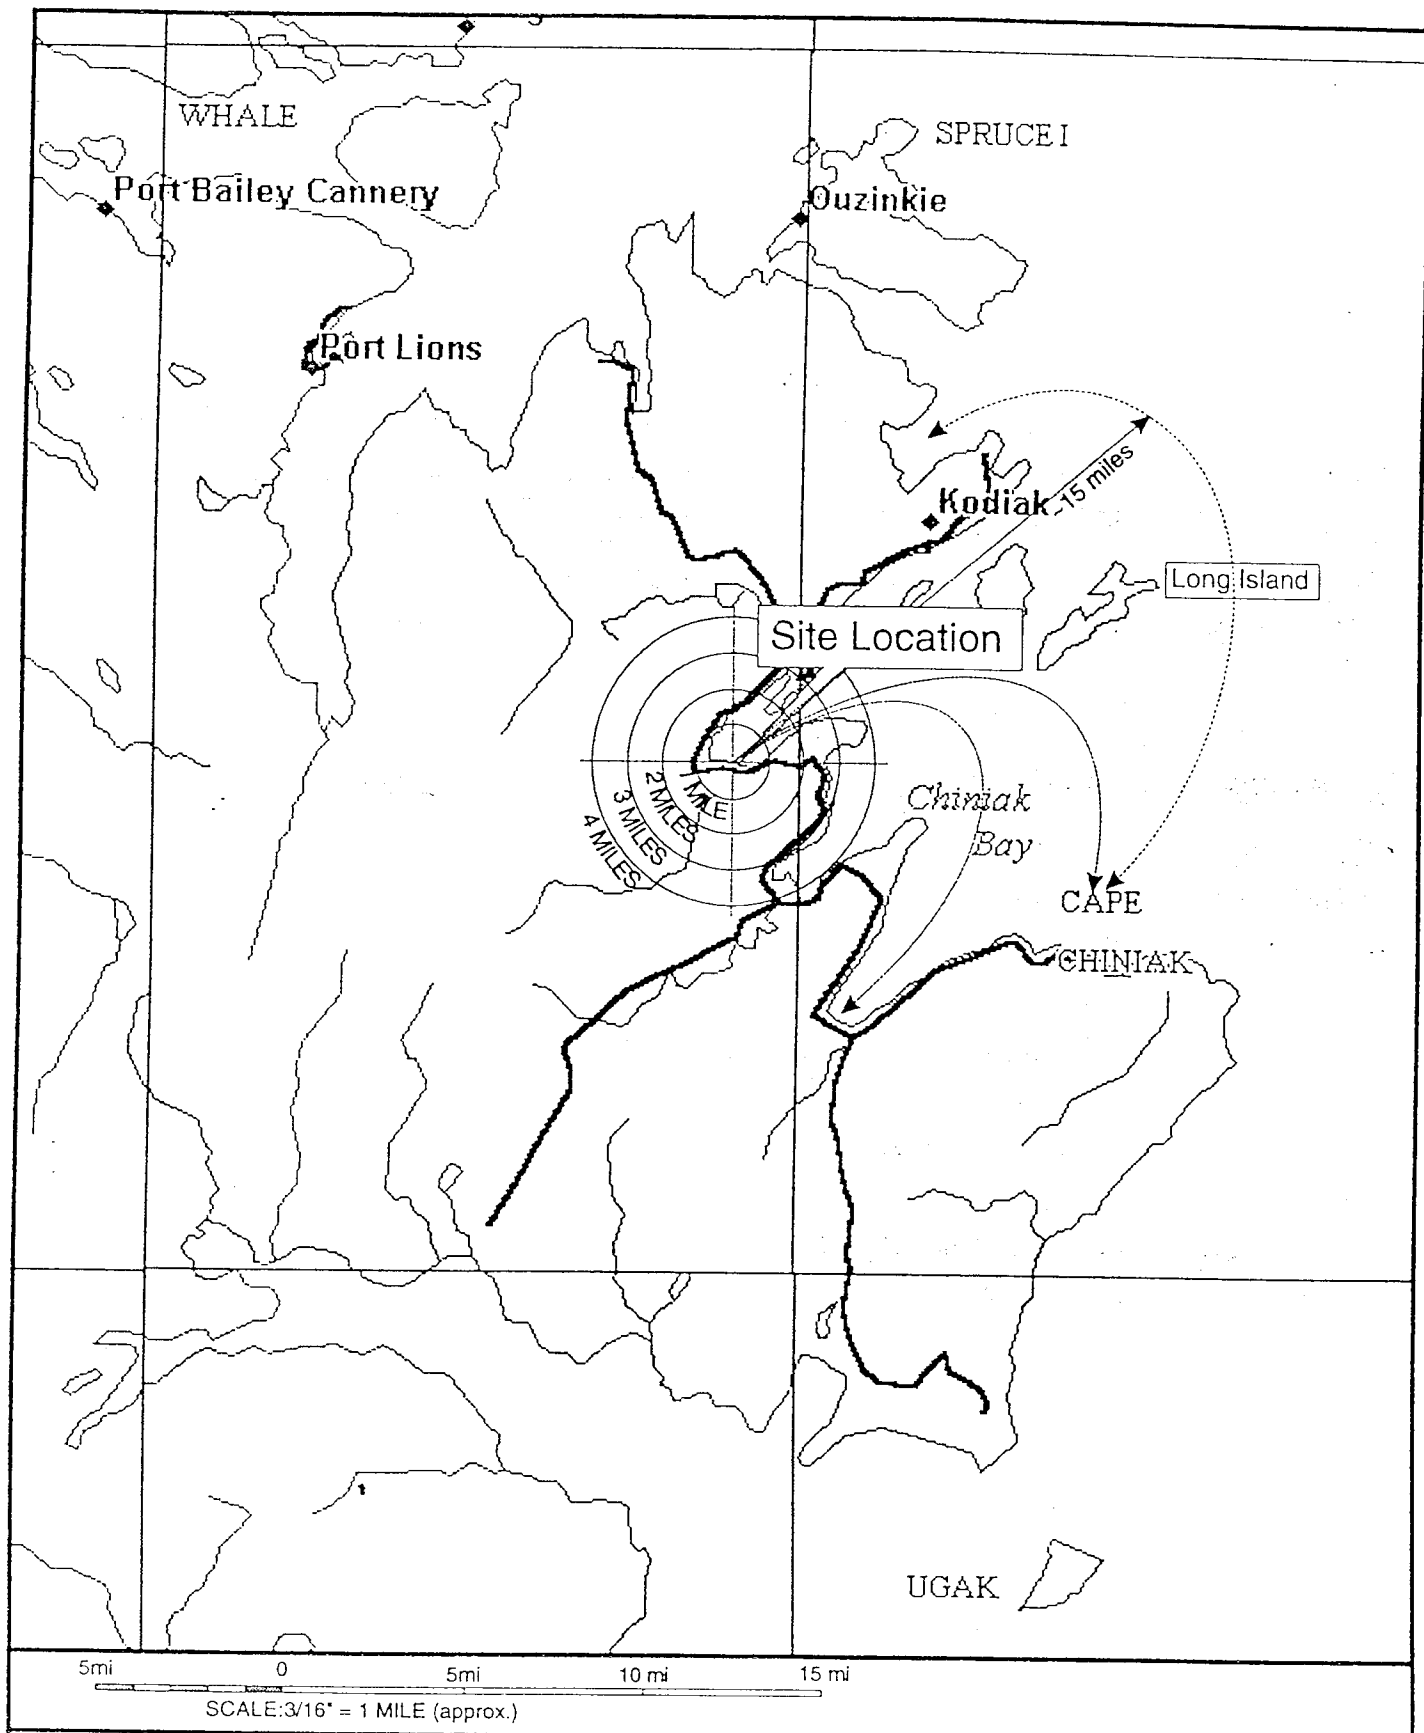 WHALE
SPRUCE I
Port Bailey Cannery
Ouzinkie
Port Lions
15 miles
Kodiak
Long Island
Site Location
1 MILE
2 MILES
3 MILES
4 MILES
Chiniak
Bay
CAPE
CHINIAK
UGAK
5mi 0 5mi 10 mi 15 mi
SCALE:3/16" = 1 MILE (approx.)